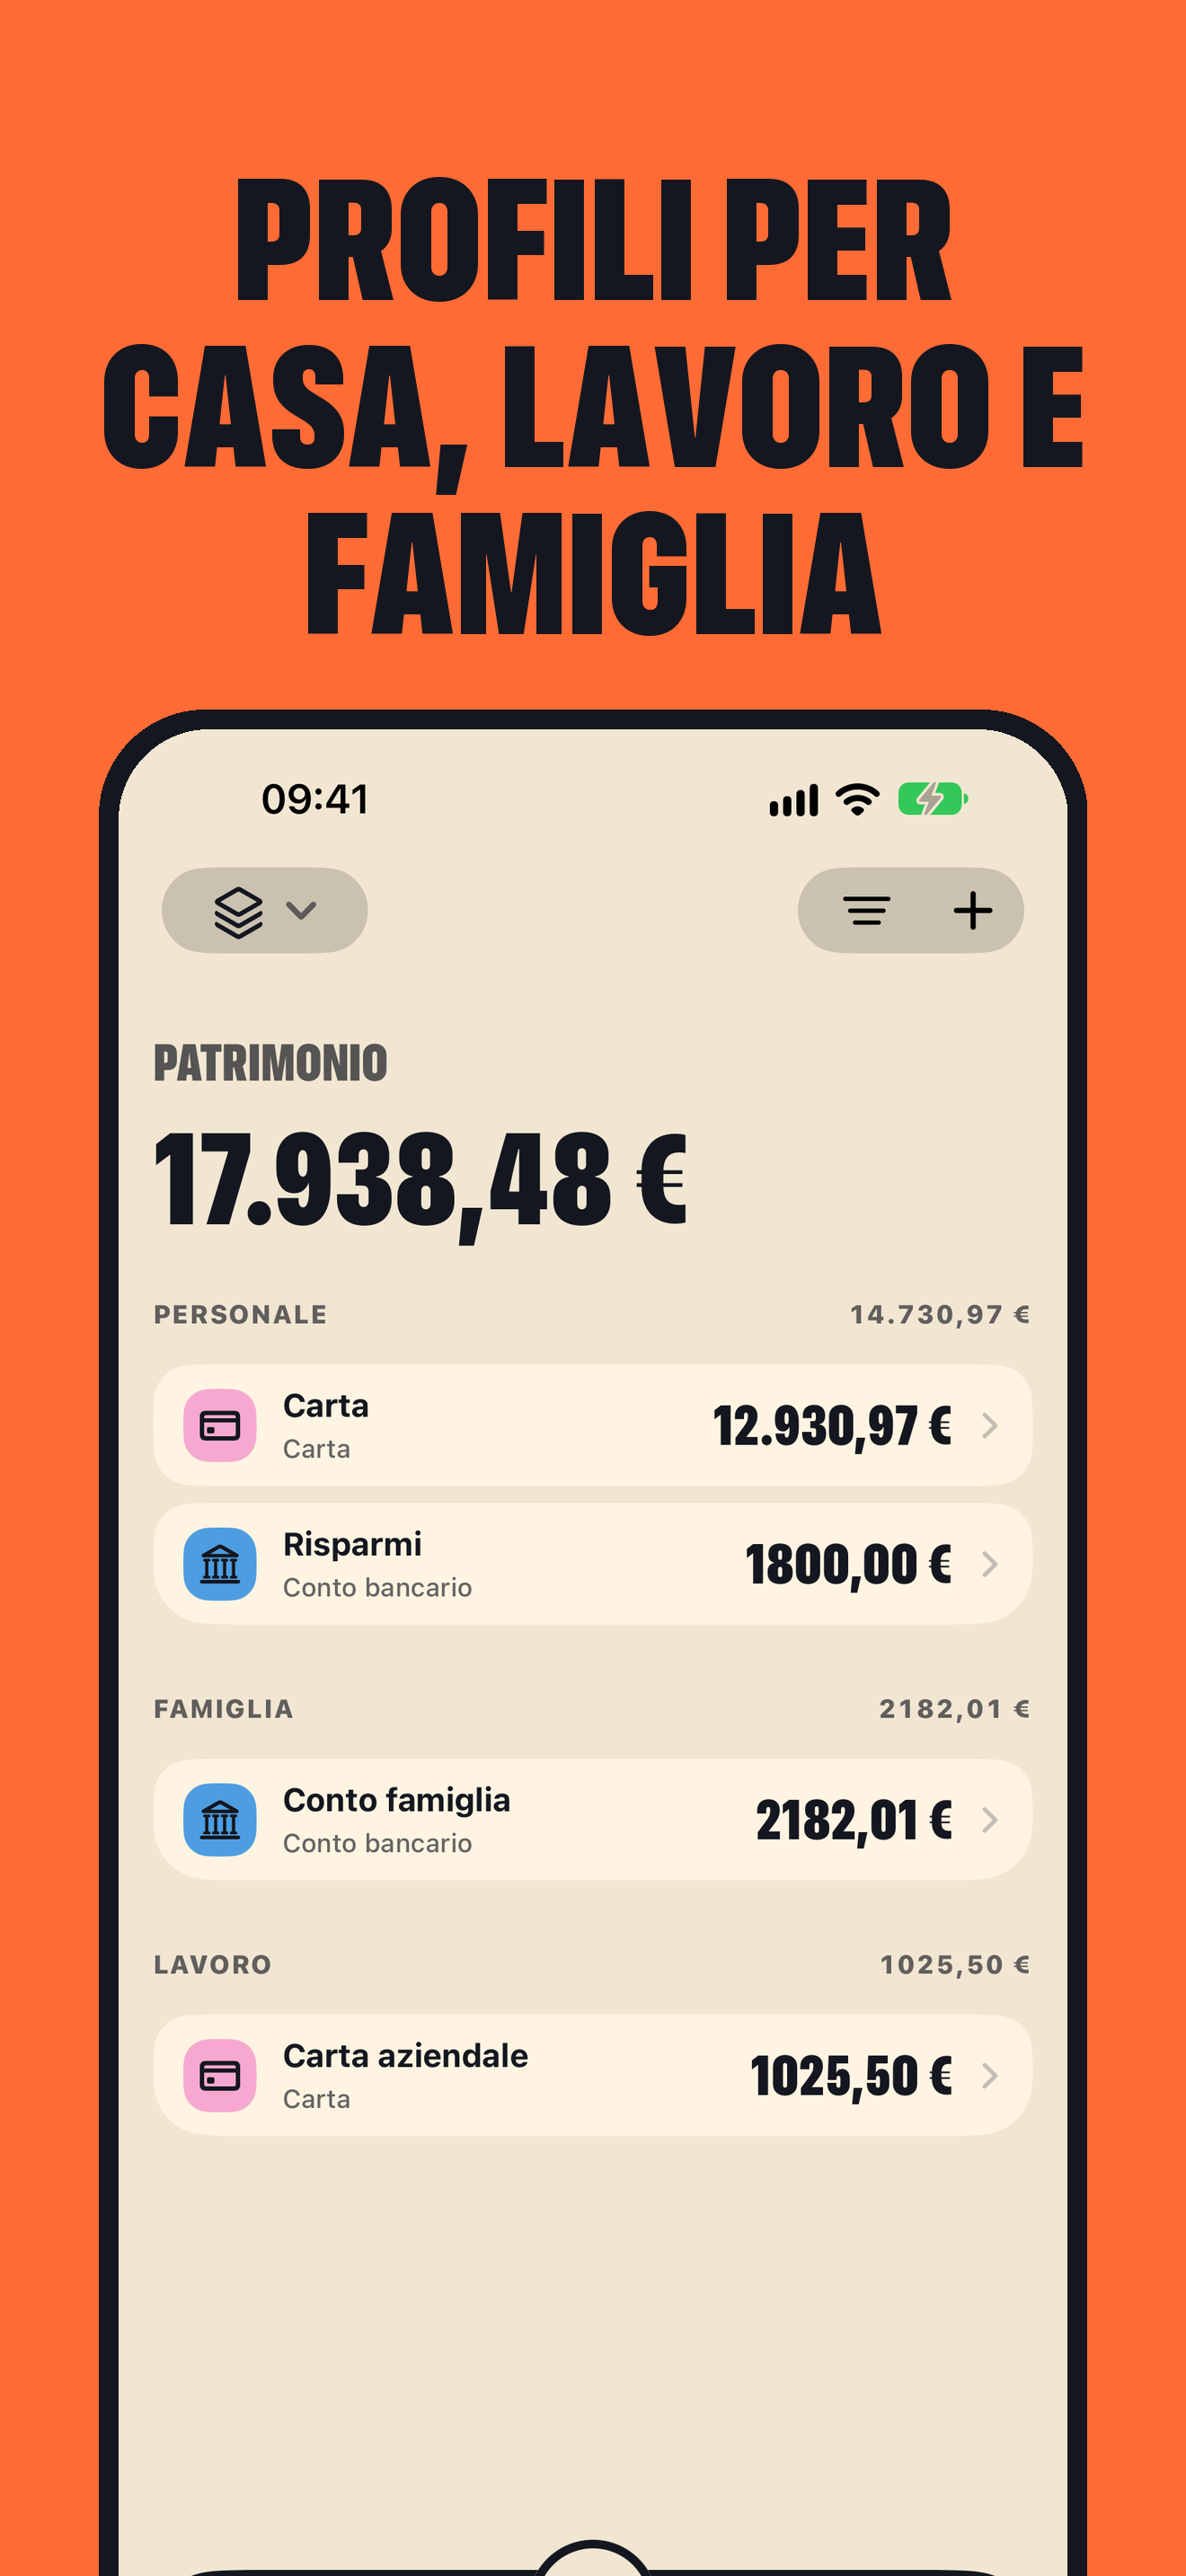 PROFILI PER
CASA, LAVORO E
FAMIGLIA
09:41
PATRIMONIO
17.938,48 €
PERSONALE 14.730,97 €
Carta
Carta
12.930,97 €
Risparmi
Conto bancario
1800,00 €
FAMIGLIA 2182,01 €
Conto famiglia
Conto bancario
2182,01 €
LAVORO 1025,50 €
Carta aziendale
Carta
1025,50 €